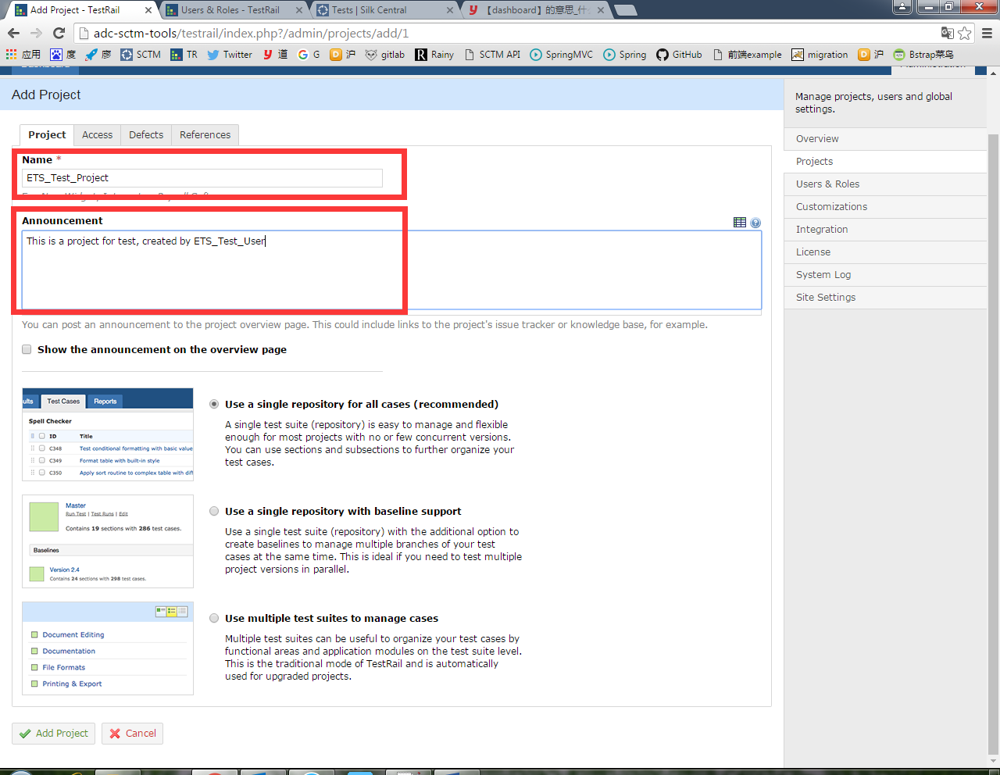 Add Project - TestRail
Users & Roles - TestRail
Tests | Silk Central
【dashboard】的意思_什
adc-sctm-tools/testrail/index.php?/admin/projects/add/1
应用 度 廖 SCTM TR Twitter 道 G 沪 gitlab Rainy SCTM API SpringMVC Spring GitHub 前端example migration 沪 Bstrap菜鸟
Add Project
Project Access Defects References
Name *
ETS_Test_Project
Announcement
This is a project for test, created by ETS_Test_User
You can post an announcement to the project overview page. This could include links to the project's issue tracker or knowledge base, for example.
Show the announcement on the overview page
ults Test Cases Reports
Spell Checker
ID Title
C348 Test conditional formatting with basic value
C349 Format table with built-in style
C350 Apply sort routine to complex table with dif
Use a single repository for all cases (recommended)
A single test suite (repository) is easy to manage and flexible
enough for most projects with no or few concurrent versions.
You can use sections and subsections to further organize your
test cases.
Master
Run Test | Test Runs | Edit
Contains 19 sections with 286 test cases.
Baselines
Version 2.4
Contains 24 sections with 298 test cases.
Use a single repository with baseline support
Use a single test suite (repository) with the additional option to
create baselines to manage multiple branches of your test
cases at the same time. This is ideal if you need to test multiple
project versions in parallel.
Document Editing
Documentation
File Formats
Printing & Export
Use multiple test suites to manage cases
Multiple test suites can be useful to organize your test cases by
functional areas and application modules on the test suite level.
This is the traditional mode of TestRail and is automatically
used for upgraded projects.
Add Project
Cancel
Manage projects, users and global
settings.
Overview
Projects
Users & Roles
Customizations
Integration
License
System Log
Site Settings